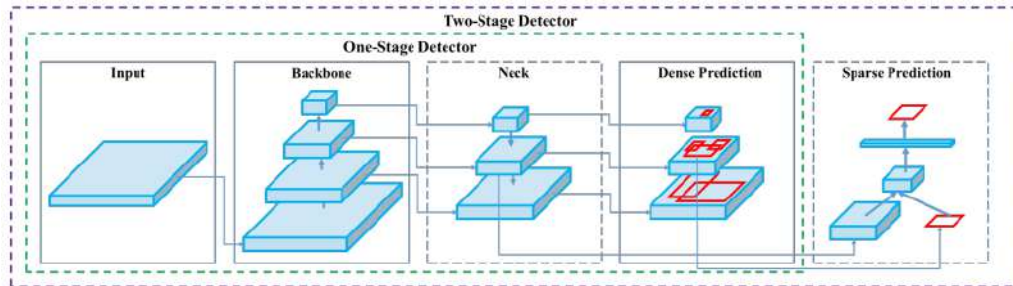 Two-Stage Detector
One-Stage Detector
Input
Backbone
Neck
Dense Prediction
Sparse Prediction